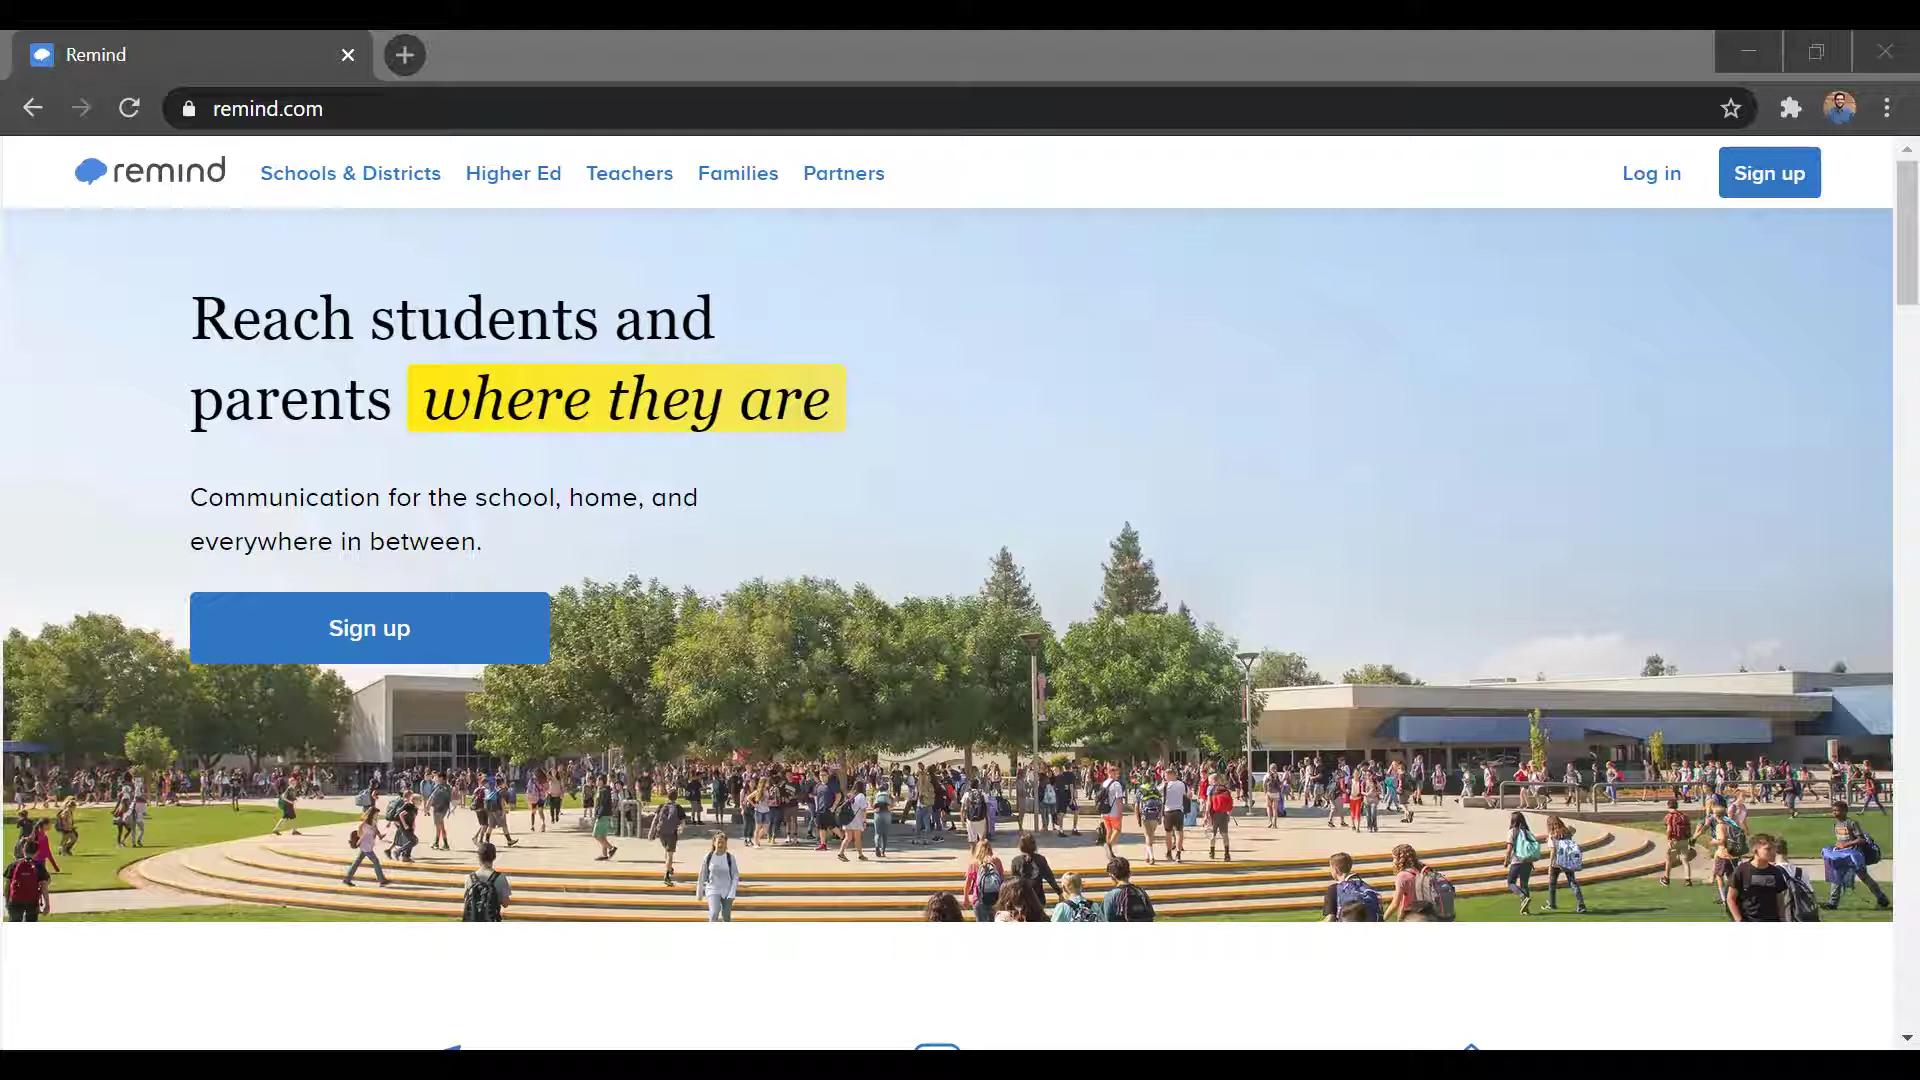 Remind
remind.com
remind Schools & Districts Higher Ed Teachers Families Partners Log in Sign up
Reach students and
parents where they are
Communication for the school, home, and
everywhere in between.
Sign up